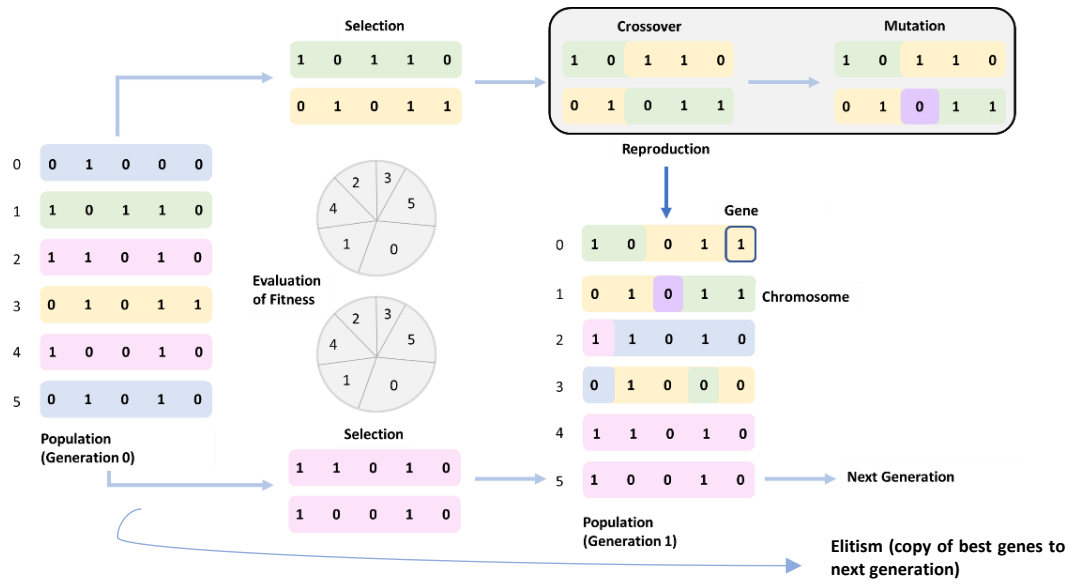 Selection
1 0 1 1 0
0 1 0 1 1
Crossover
1 0 1 1 0
0 1 0 1 1
Mutation
1 0 1 1 0
0 1 0 1 1
Reproduction
0 0 1 0 0 0
1 1 0 1 1 0
2 1 1 0 1 0
3 0 1 0 1 1
4 1 0 0 1 0
5 0 1 0 1 0
Population
(Generation 0)
2 3 5 4 1 0
Evaluation
of Fitness
2 3 5 4 1 0
Selection
1 1 0 1 0
1 0 0 1 0
Gene
0 1 0 0 1 1
1 0 1 0 1 1
Chromosome
2 1 1 0 1 0
3 0 1 0 0 0
4 1 1 0 1 0
5 1 0 0 1 0
Next Generation
Population
(Generation 1)
Elitism (copy of best genes to
next generation)